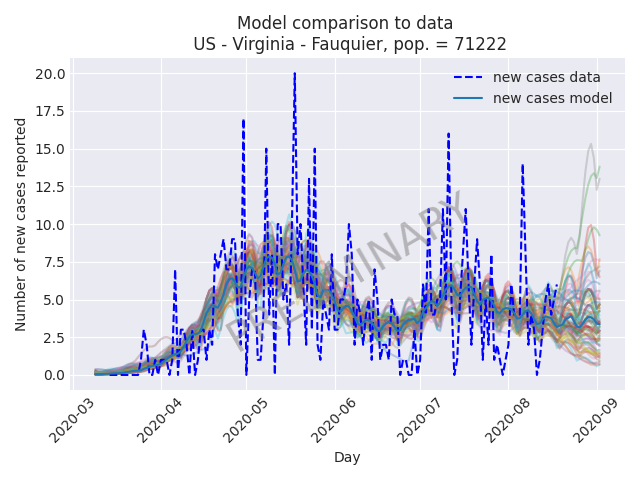 Model comparison to data
US - Virginia - Fauquier, pop. = 71222
new cases data
new cases model
PRELIMINARY
Number of new cases reported
20.0
17.5
15.0
12.5
10.0
7.5
5.0
2.5
0.0
2020-03
2020-04
2020-05
2020-06
2020-07
2020-08
2020-09
Day